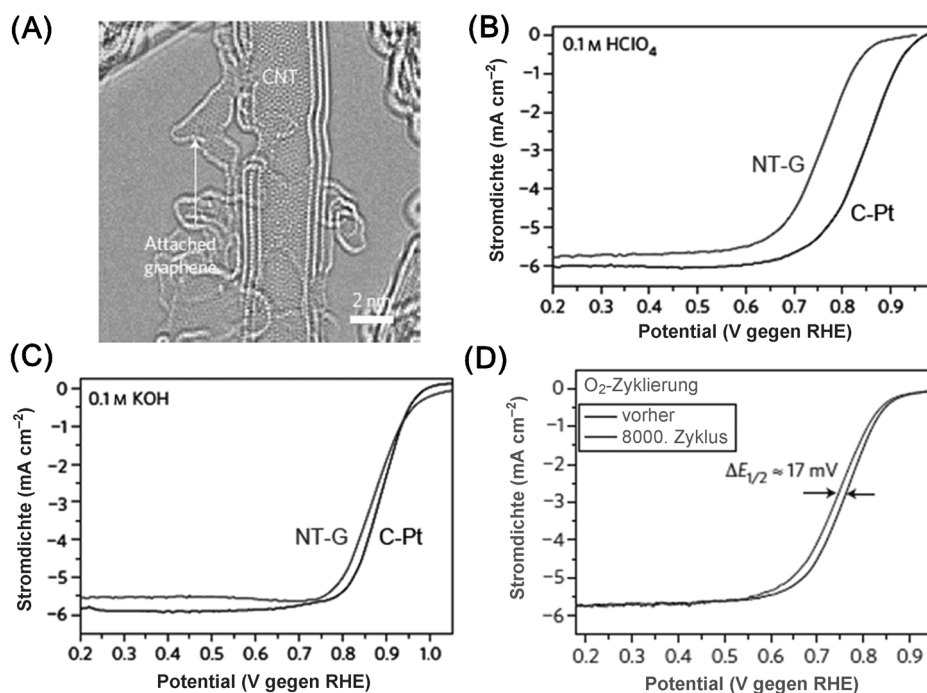 (A)
CNT
Attached
graphene
2 nm
(B)
0.1 M HClO₄
NT-G
C-Pt
0
−1
−2
−3
−4
−5
−6
Stromdichte (mA cm⁻²)
0.2 0.3 0.4 0.5 0.6 0.7 0.8 0.9
Potential (V gegen RHE)
(C)
0.1 M KOH
NT-G C-Pt
0
−1
−2
−3
−4
−5
−6
Stromdichte (mA cm⁻²)
0.2 0.3 0.4 0.5 0.6 0.7 0.8 0.9 1.0
Potential (V gegen RHE)
(D)
O₂-Zyklierung
vorher
8000. Zyklus
ΔE₁/₂ ≈ 17 mV
0
−1
−2
−3
−4
−5
−6
Stromdichte (mA cm⁻²)
0.2 0.3 0.4 0.5 0.6 0.7 0.8 0.9
Potential (V gegen RHE)